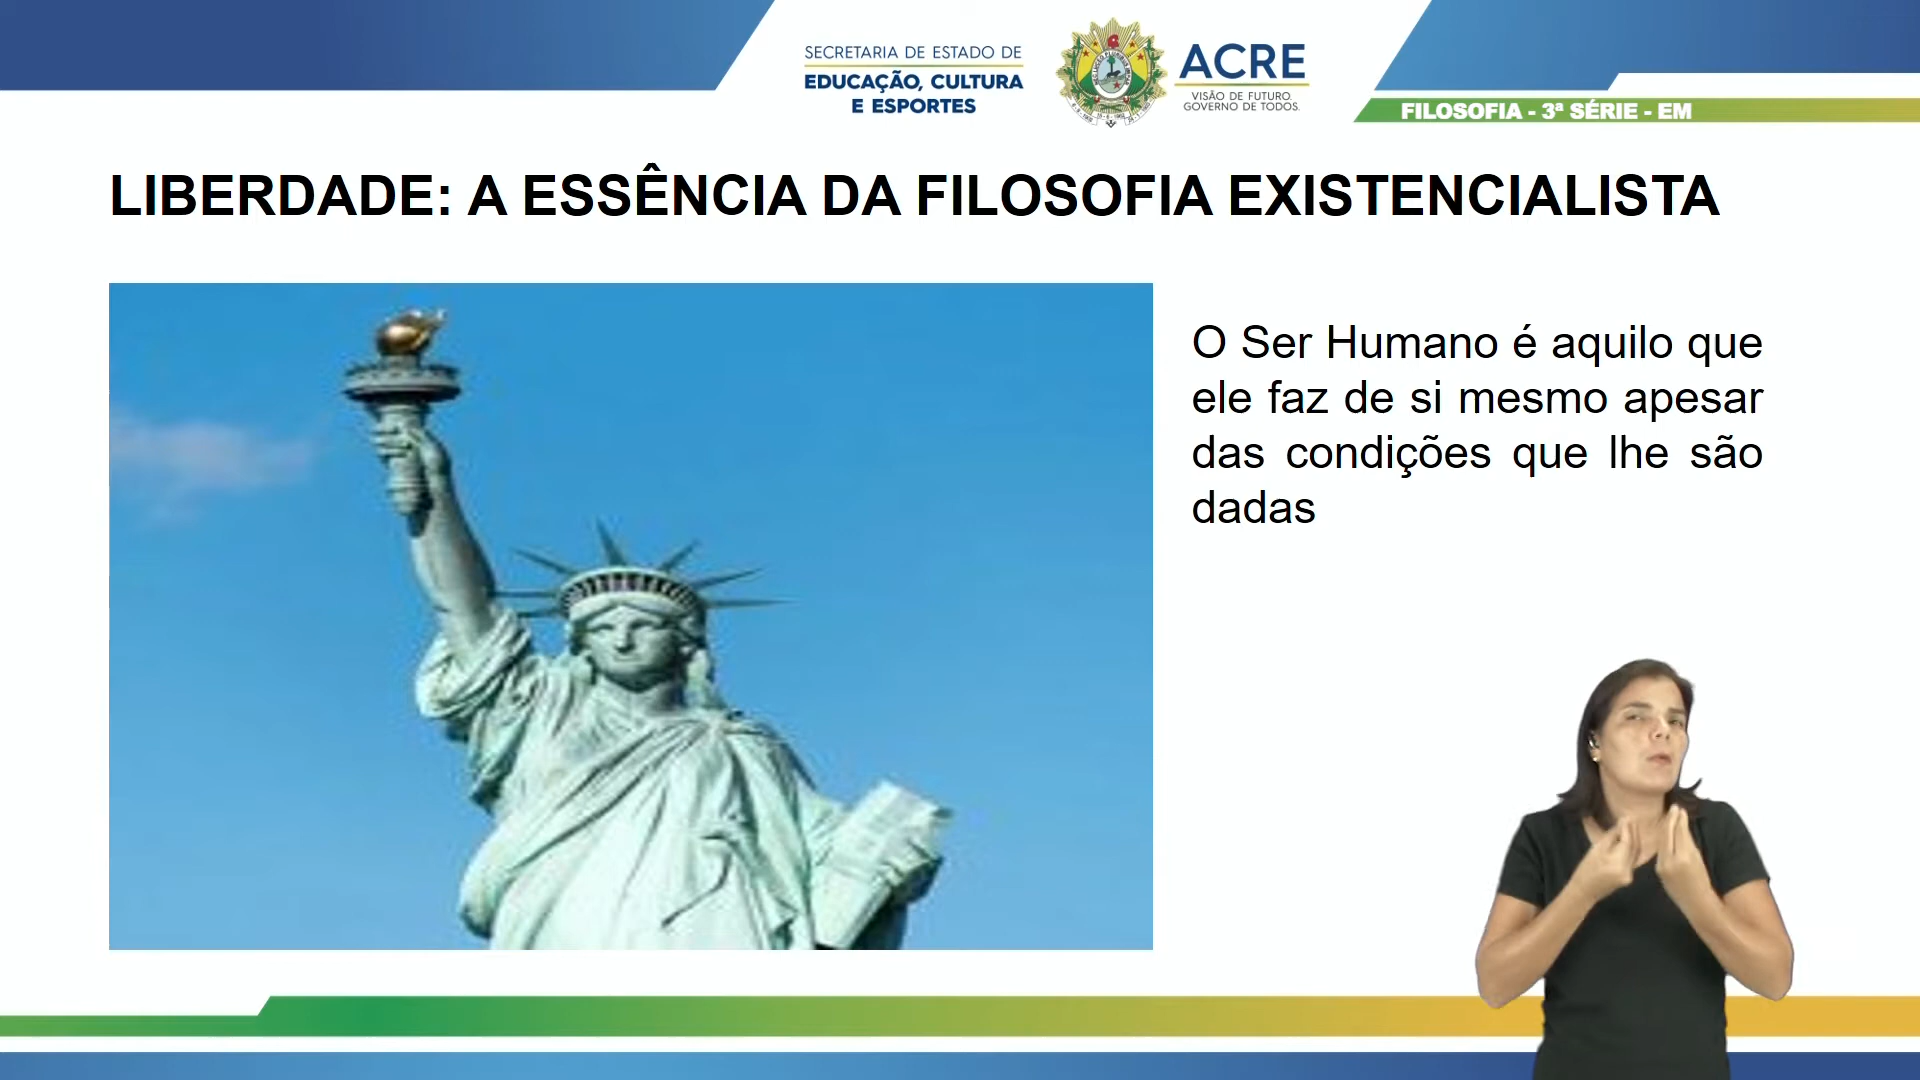 SECRETARIA DE ESTADO DE
EDUCAÇÃO, CULTURA
E ESPORTES
ACRE
VISÃO DE FUTURO.
GOVERNO DE TODOS.
FILOSOFIA - 3ª SÉRIE - EM
LIBERDADE: A ESSÊNCIA DA FILOSOFIA EXISTENCIALISTA
O Ser Humano é aquilo que
ele faz de si mesmo apesar
das condições que lhe são
dadas